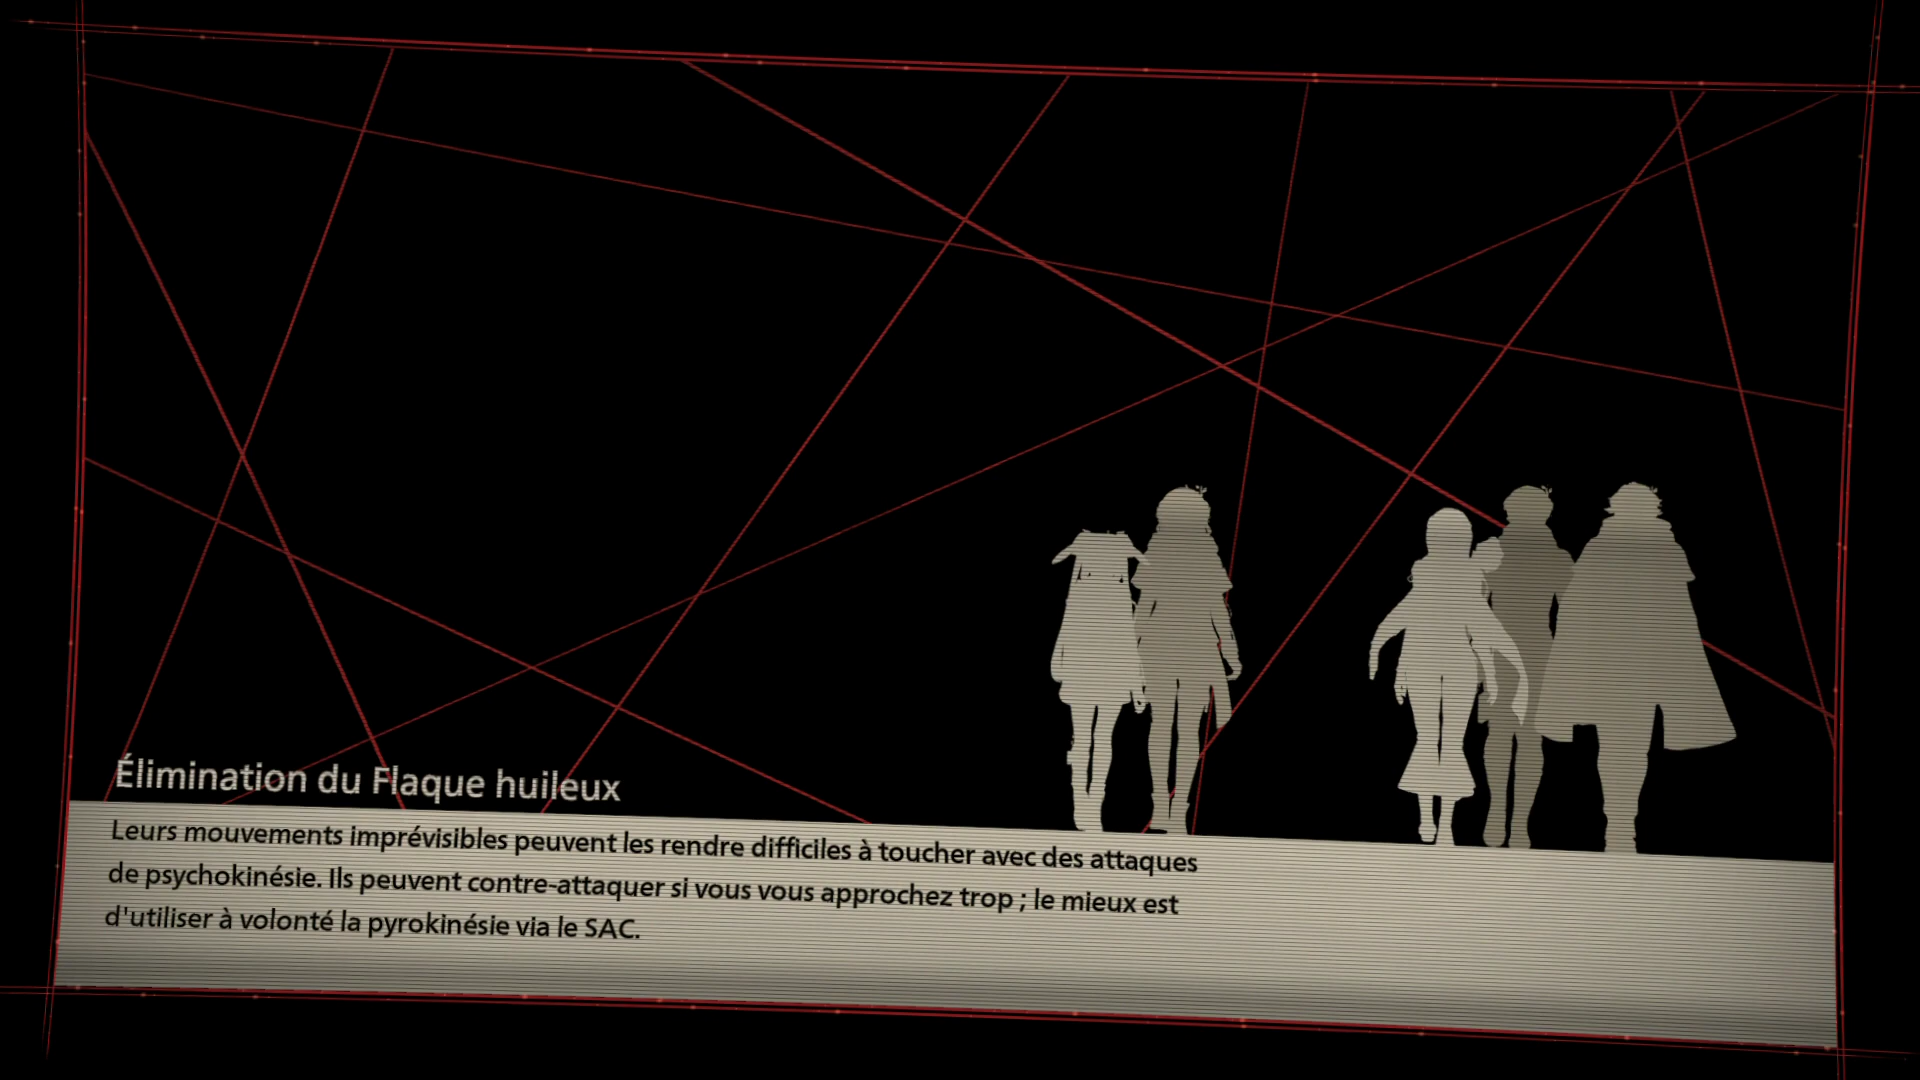 Élimination du Flaque huileux
Leurs mouvements imprévisibles peuvent les rendre difficiles à toucher avec des attaques
de psychokinésie. Ils peuvent contre-attaquer si vous vous approchez trop ; le mieux est
d'utiliser à volonté la pyrokinésie via le SAC.